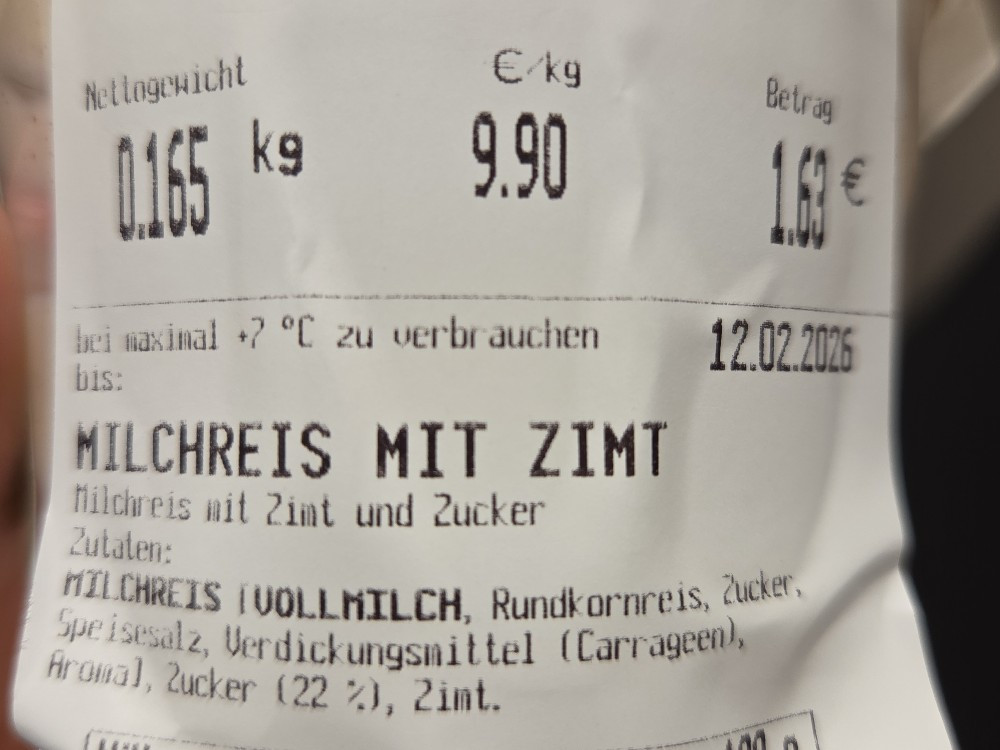 Nettogewicht €/kg Betrag
0.165 kg 9.90 1.63 €
bei maximal +7 °C zu verbrauchen 12.02.2026
bis:
MILCHREIS MIT ZIMT
Milchreis mit Zimt und Zucker
Zutaten:
MILCHREIS [VOLLMILCH, Rundkornreis, Zucker,
Speisesalz, Verdickungsmittel (Carrageen),
Aroma], Zucker (22 %), Zimt.